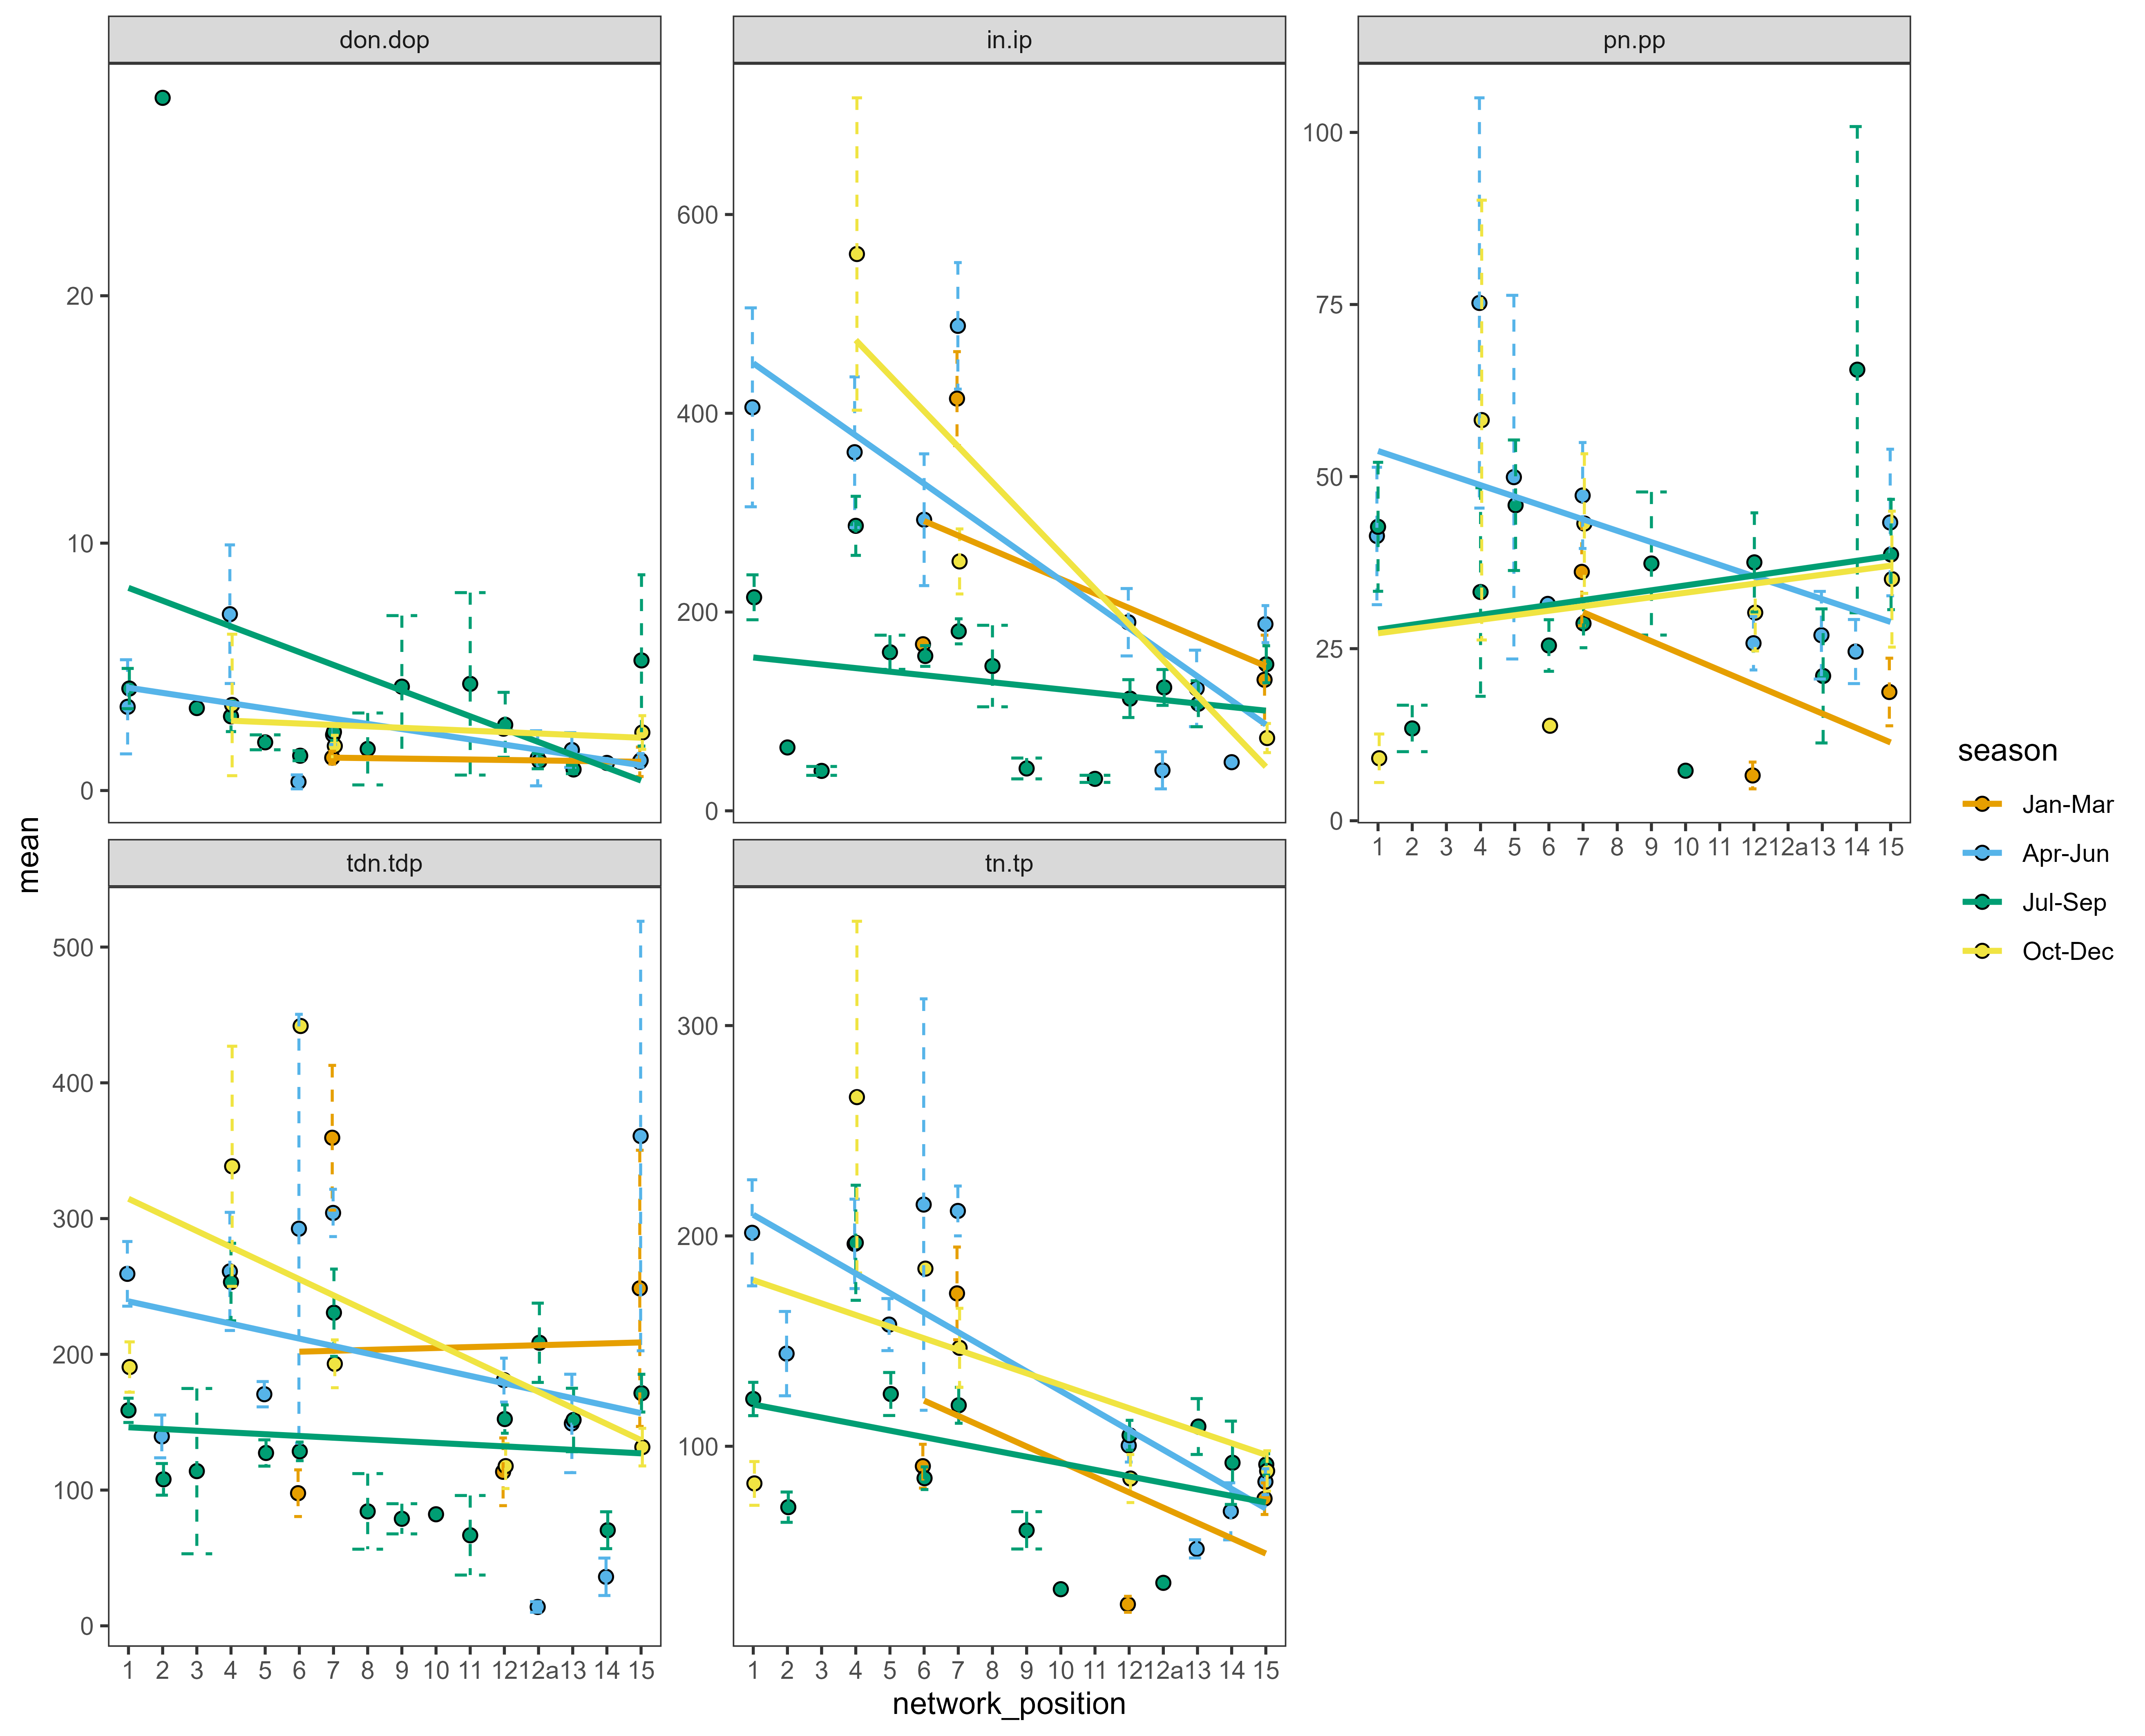 don.dop
in.ip
pn.pp
20
10
0
600
400
200
0
100
75
50
25
0
1 2 3 4 5 6 7 8 9 10 11 12 12a 13 14 15
mean
season
Jan-Mar
Apr-Jun
Jul-Sep
Oct-Dec
tdn.tdp
tn.tp
500
400
300
200
100
0
300
200
100
1 2 3 4 5 6 7 8 9 10 11 12 12a 13 14 15
1 2 3 4 5 6 7 8 9 10 11 12 12a 13 14 15
network_position